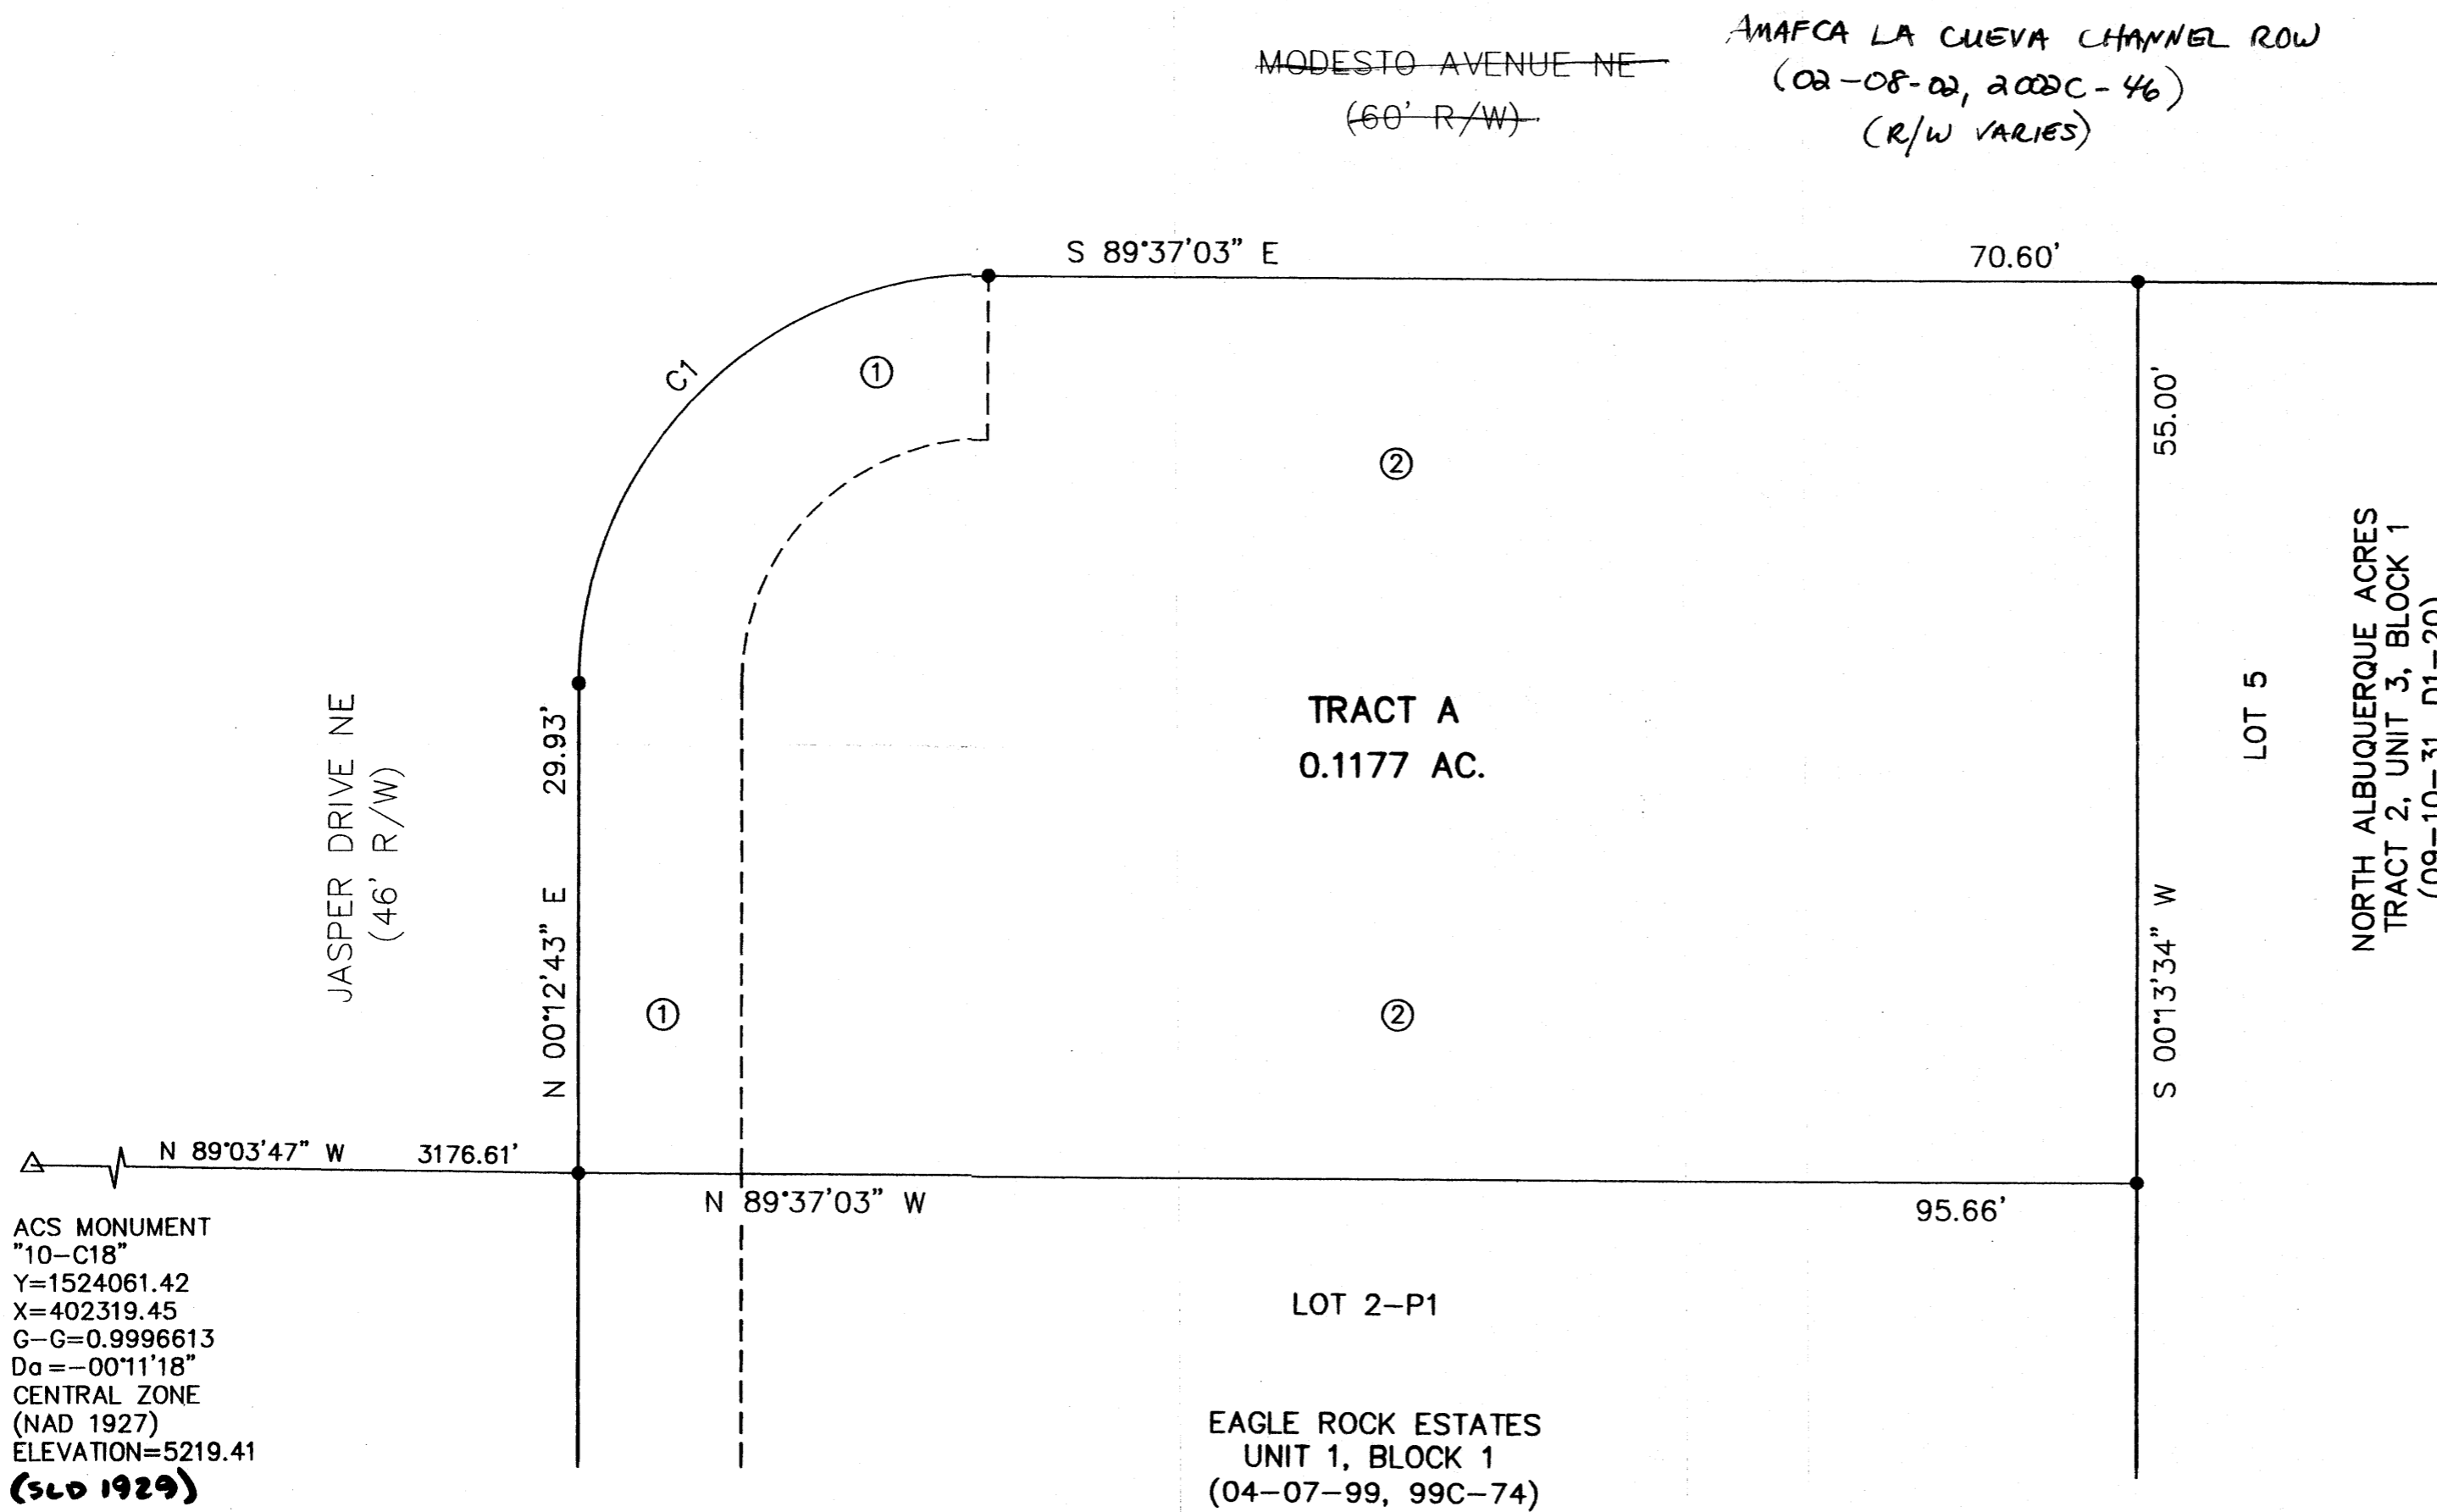 AMAFCA LA CUEVA CHANNEL ROW
(02-08-02, 2002C-46)
(R/W VARIES)
MODESTO AVENUE NE
(60' R/W)
S 89°37'03" E
70.60'
C1
①
②
55.00'
S 00°13'34" W
TRACT A
0.1177 AC.
JASPER DRIVE NE
(46' R/W)
N 00°12'43" E
29.93'
①
②
LOT 5
NORTH ALBUQUERQUE ACRES
TRACT 2, UNIT 3, BLOCK 1
(09-10-31, D1-20)
N 89°03'47" W
3176.61'
N 89°37'03" W
95.66'
ACS MONUMENT
"10-C18"
Y=1524061.42
X=402319.45
G-G=0.9996613
Da=-00°11'18"
CENTRAL ZONE
(NAD 1927)
ELEVATION=5219.41
(SLD 1929)
LOT 2-P1
EAGLE ROCK ESTATES
UNIT 1, BLOCK 1
(04-07-99, 99C-74)